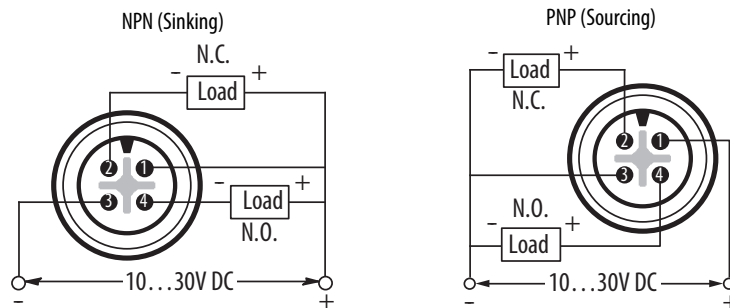 NPN (Sinking)
N.C.
- Load +
2 1
3 4
- Load +
N.O.
10...30V DC
- +
PNP (Sourcing)
- Load +
N.C.
2 1
3 4
N.O.
- Load +
10...30V DC
- +